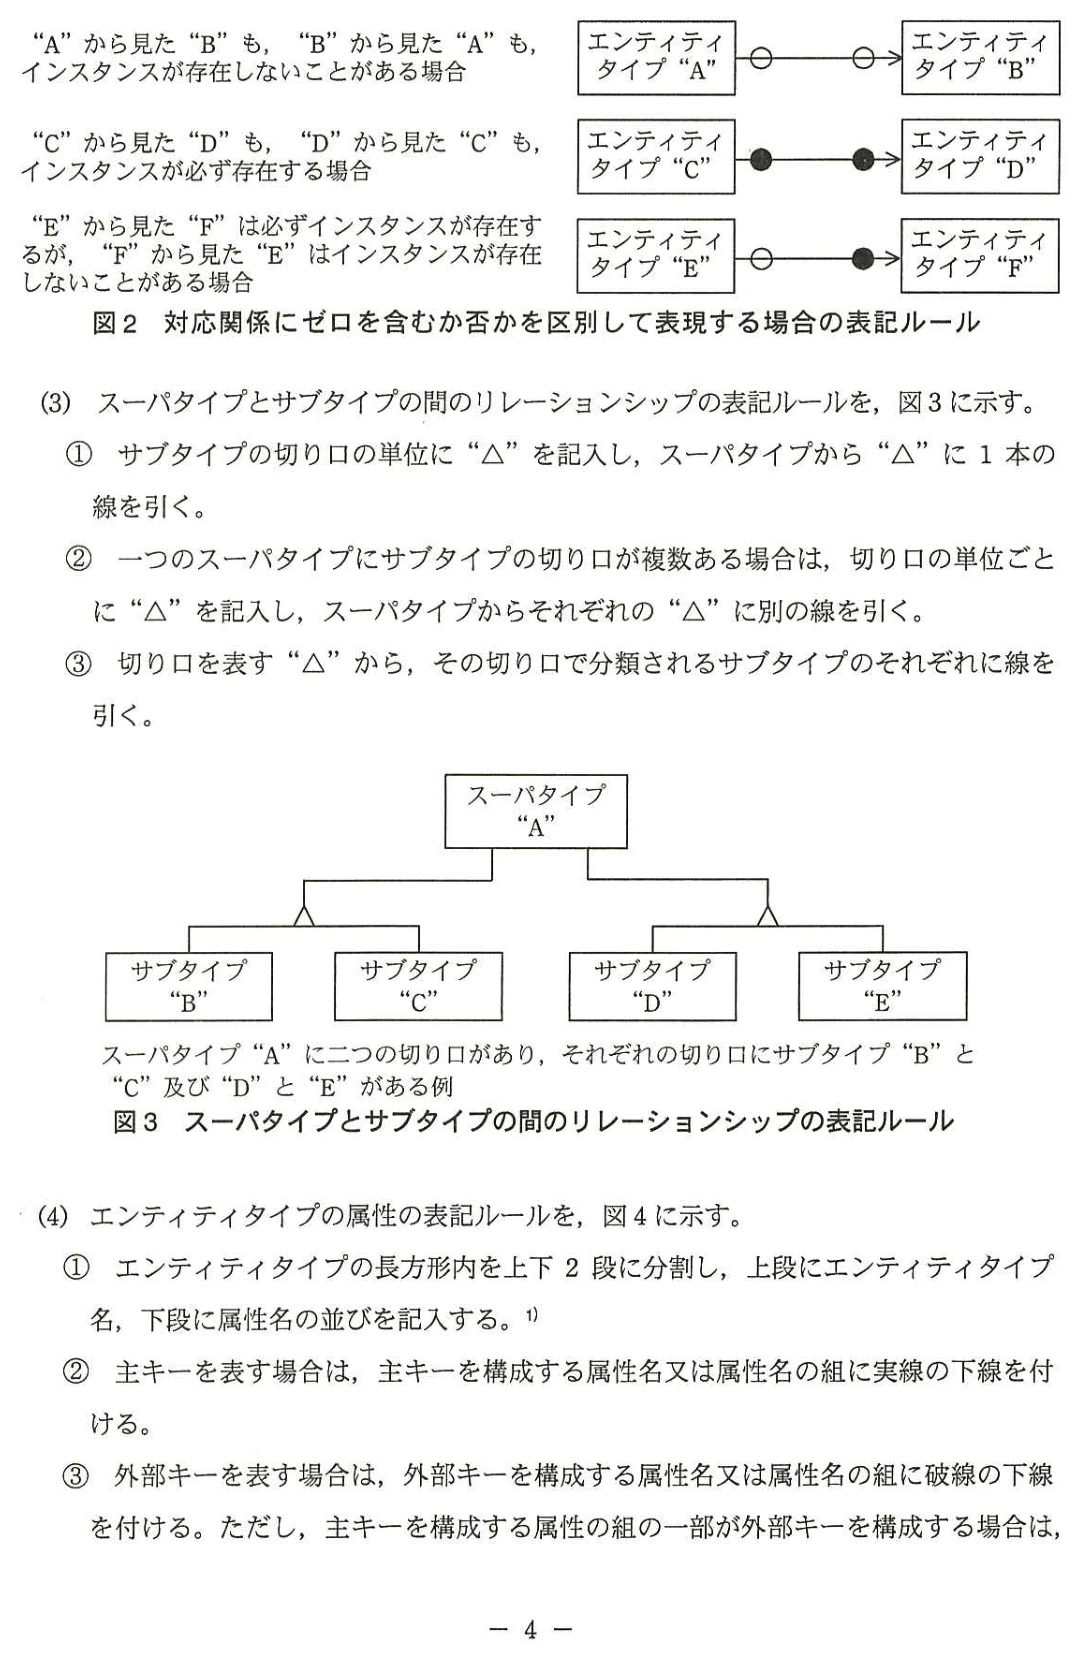 “A”から見た“B”も，“B”から見た“A”も，
インスタンスが存在しないことがある場合
エンティティ
タイプ“A”
エンティティ
タイプ“B”
“C”から見た“D”も，“D”から見た“C”も，
インスタンスが必ず存在する場合
エンティティ
タイプ“C”
エンティティ
タイプ“D”
“E”から見た“F”は必ずインスタンスが存在す
るが，“F”から見た“E”はインスタンスが存在
しないことがある場合
エンティティ
タイプ“E”
エンティティ
タイプ“F”
図2　対応関係にゼロを含むか否かを区別して表現する場合の表記ルール
(3)　スーパタイプとサブタイプの間のリレーションシップの表記ルールを，図3に示す。
①　サブタイプの切り口の単位に“△”を記入し，スーパタイプから“△”に 1 本の
線を引く。
②　一つのスーパタイプにサブタイプの切り口が複数ある場合は，切り口の単位ごと
に“△”を記入し，スーパタイプからそれぞれの“△”に別の線を引く。
③　切り口を表す“△”から，その切り口で分類されるサブタイプのそれぞれに線を
引く。
スーパタイプ
“A”
サブタイプ
“B”
サブタイプ
“C”
サブタイプ
“D”
サブタイプ
“E”
スーパタイプ“A”に二つの切り口があり，それぞれの切り口にサブタイプ“B”と
“C”及び“D”と“E”がある例
図3　スーパタイプとサブタイプの間のリレーションシップの表記ルール
(4)　エンティティタイプの属性の表記ルールを，図4に示す。
①　エンティティタイプの長方形内を上下 2 段に分割し，上段にエンティティタイプ
名，下段に属性名の並びを記入する。1)
②　主キーを表す場合は，主キーを構成する属性名又は属性名の組に実線の下線を付
ける。
③　外部キーを表す場合は，外部キーを構成する属性名又は属性名の組に破線の下線
を付ける。ただし，主キーを構成する属性の組の一部が外部キーを構成する場合は，
－ 4 －